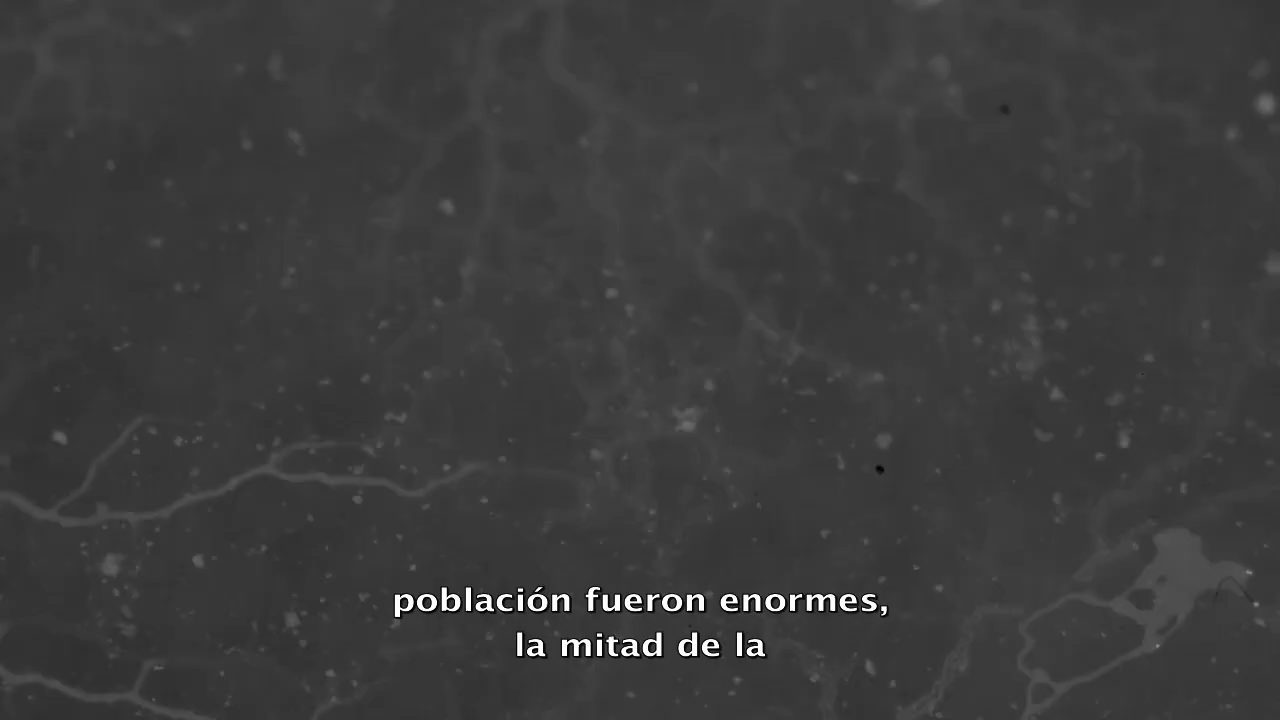 población fueron enormes,
la mitad de la